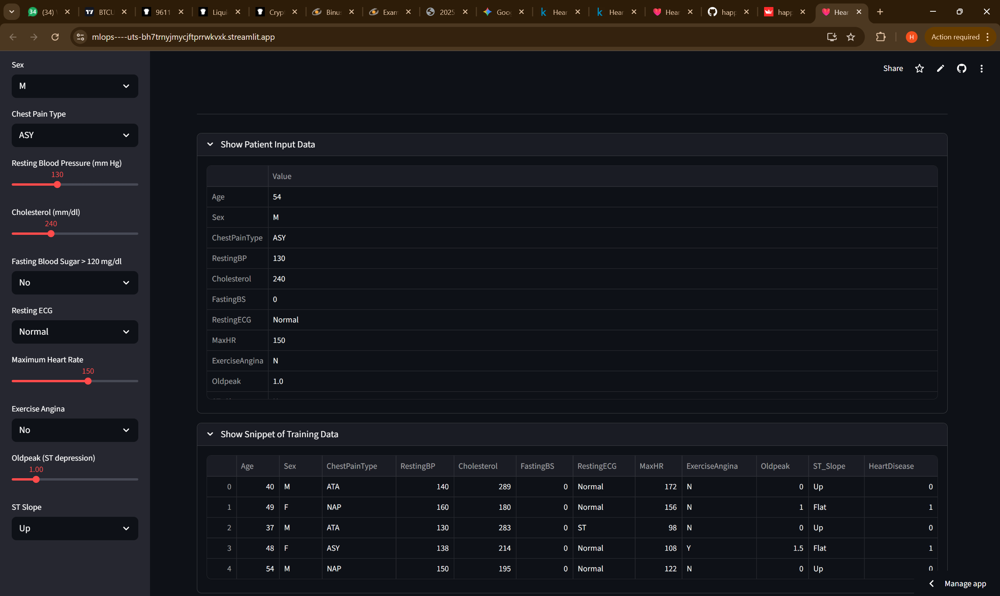 34 (34) BTCU 9611 Liqui Cryp Binus Exam 2025 Goo Hear Hear Hear happ happ Hear
mlops----uts-bh7trnyjmycjftprrwkvxk.streamlit.app
H
Action required
Share
Sex
M
Chest Pain Type
ASY
Resting Blood Pressure (mm Hg)
130
Cholesterol (mm/dl)
240
Fasting Blood Sugar > 120 mg/dl
No
Resting ECG
Normal
Maximum Heart Rate
150
Exercise Angina
No
Oldpeak (ST depression)
1.00
ST Slope
Up
Show Patient Input Data
Value
Age 54
Sex M
ChestPainType ASY
RestingBP 130
Cholesterol 240
FastingBS 0
RestingECG Normal
MaxHR 150
ExerciseAngina N
Oldpeak 1.0
Show Snippet of Training Data
Age Sex ChestPainType RestingBP Cholesterol FastingBS RestingECG MaxHR ExerciseAngina Oldpeak ST_Slope HeartDisease
0 40 M ATA 140 289 0 Normal 172 N 0 Up 0
1 49 F NAP 160 180 0 Normal 156 N 1 Flat 1
2 37 M ATA 130 283 0 ST 98 N 0 Up 0
3 48 F ASY 138 214 0 Normal 108 Y 1.5 Flat 1
4 54 M NAP 150 195 0 Normal 122 N 0 Up 0
Manage app